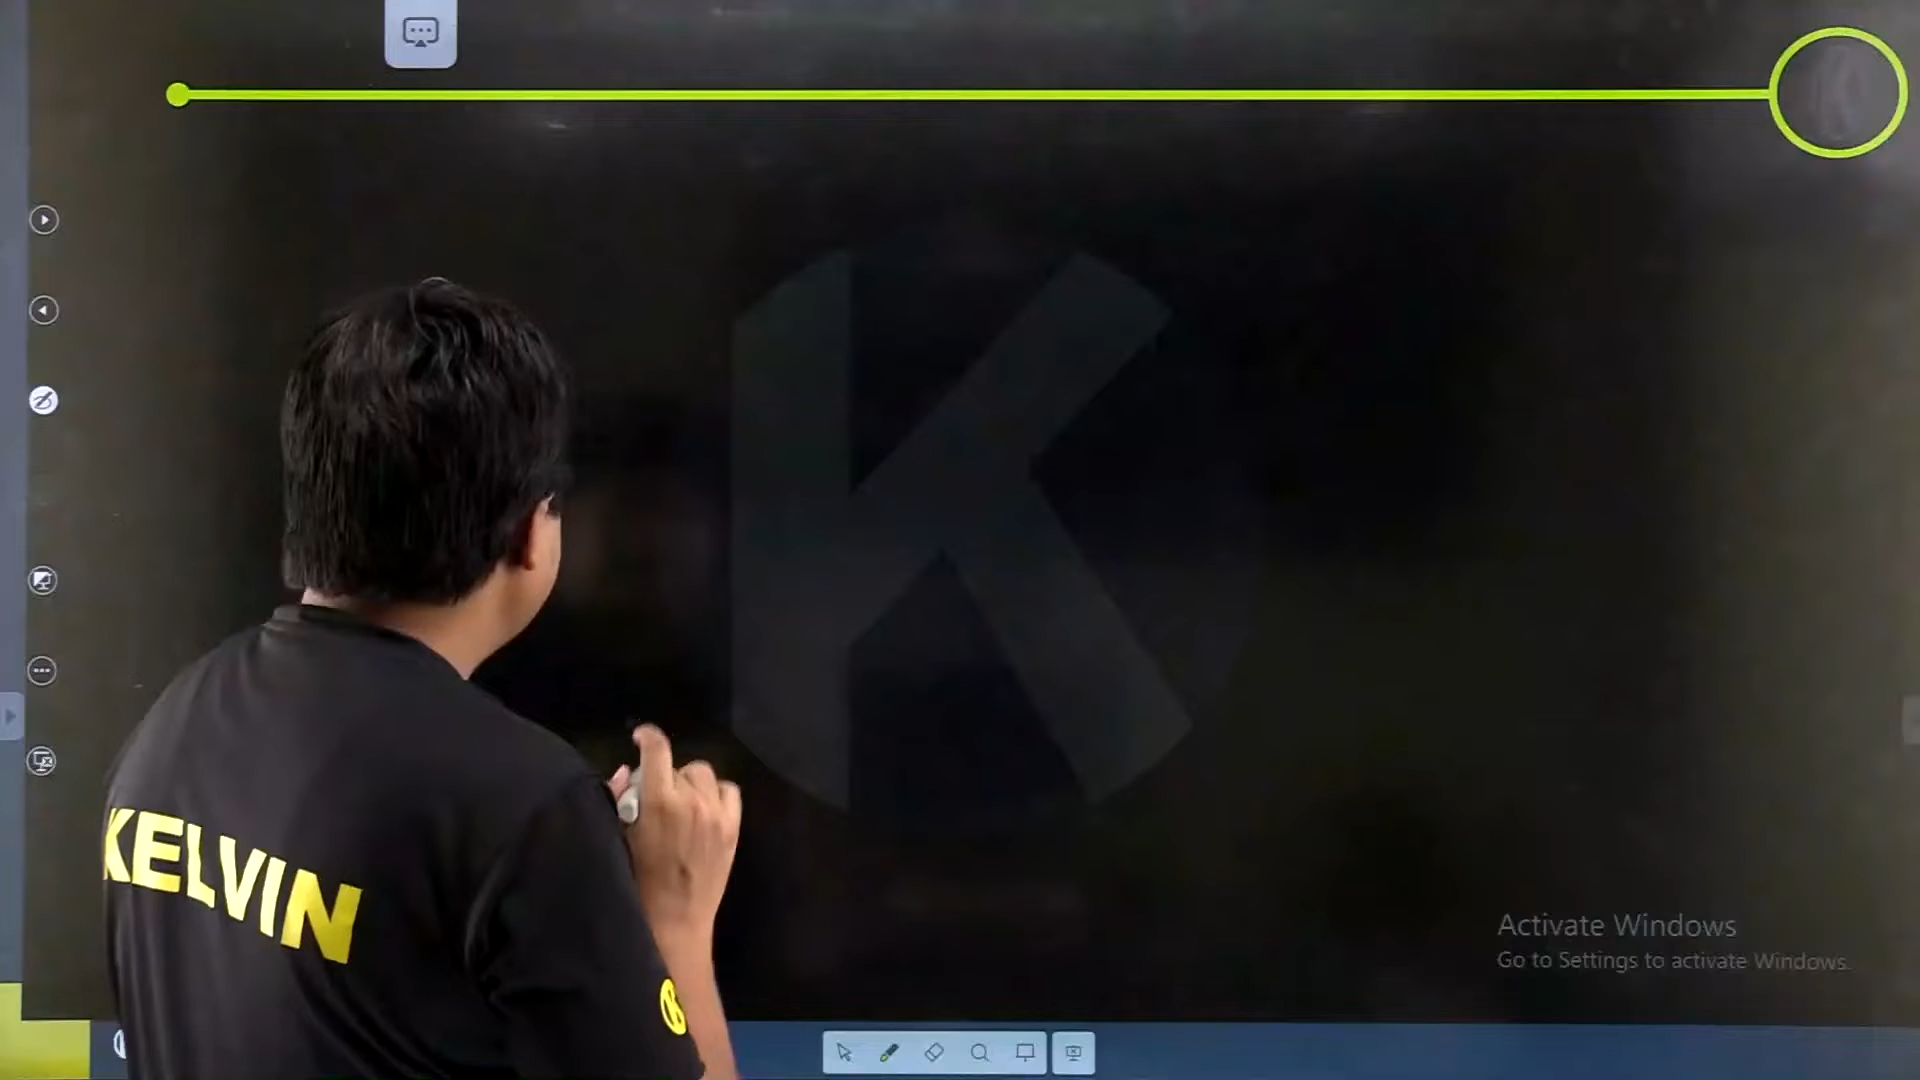 K
KELVIN
K
Activate Windows
Go to Settings to activate Windows.